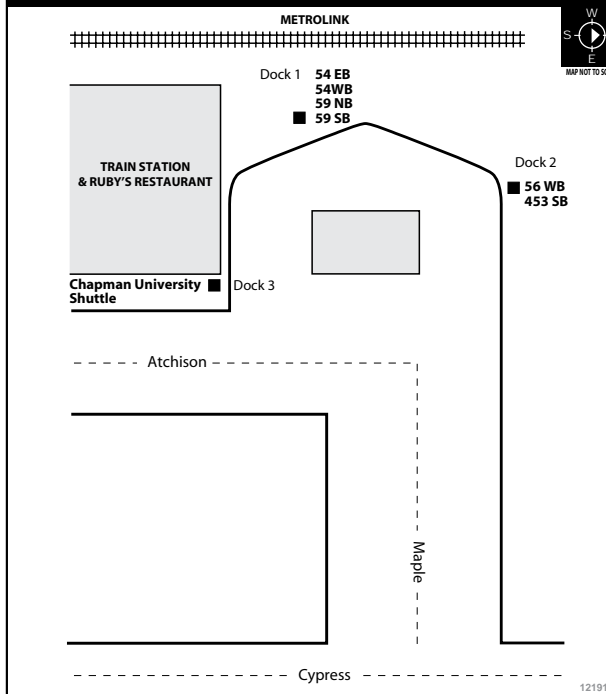 METROLINK
W
S
E
MAP NOT TO SC
Dock 1 54 EB
54WB
59 NB
59 SB
TRAIN STATION
& RUBY'S RESTAURANT
Dock 2
56 WB
453 SB
Chapman University
Shuttle
Dock 3
Atchison
Maple
Cypress
12191